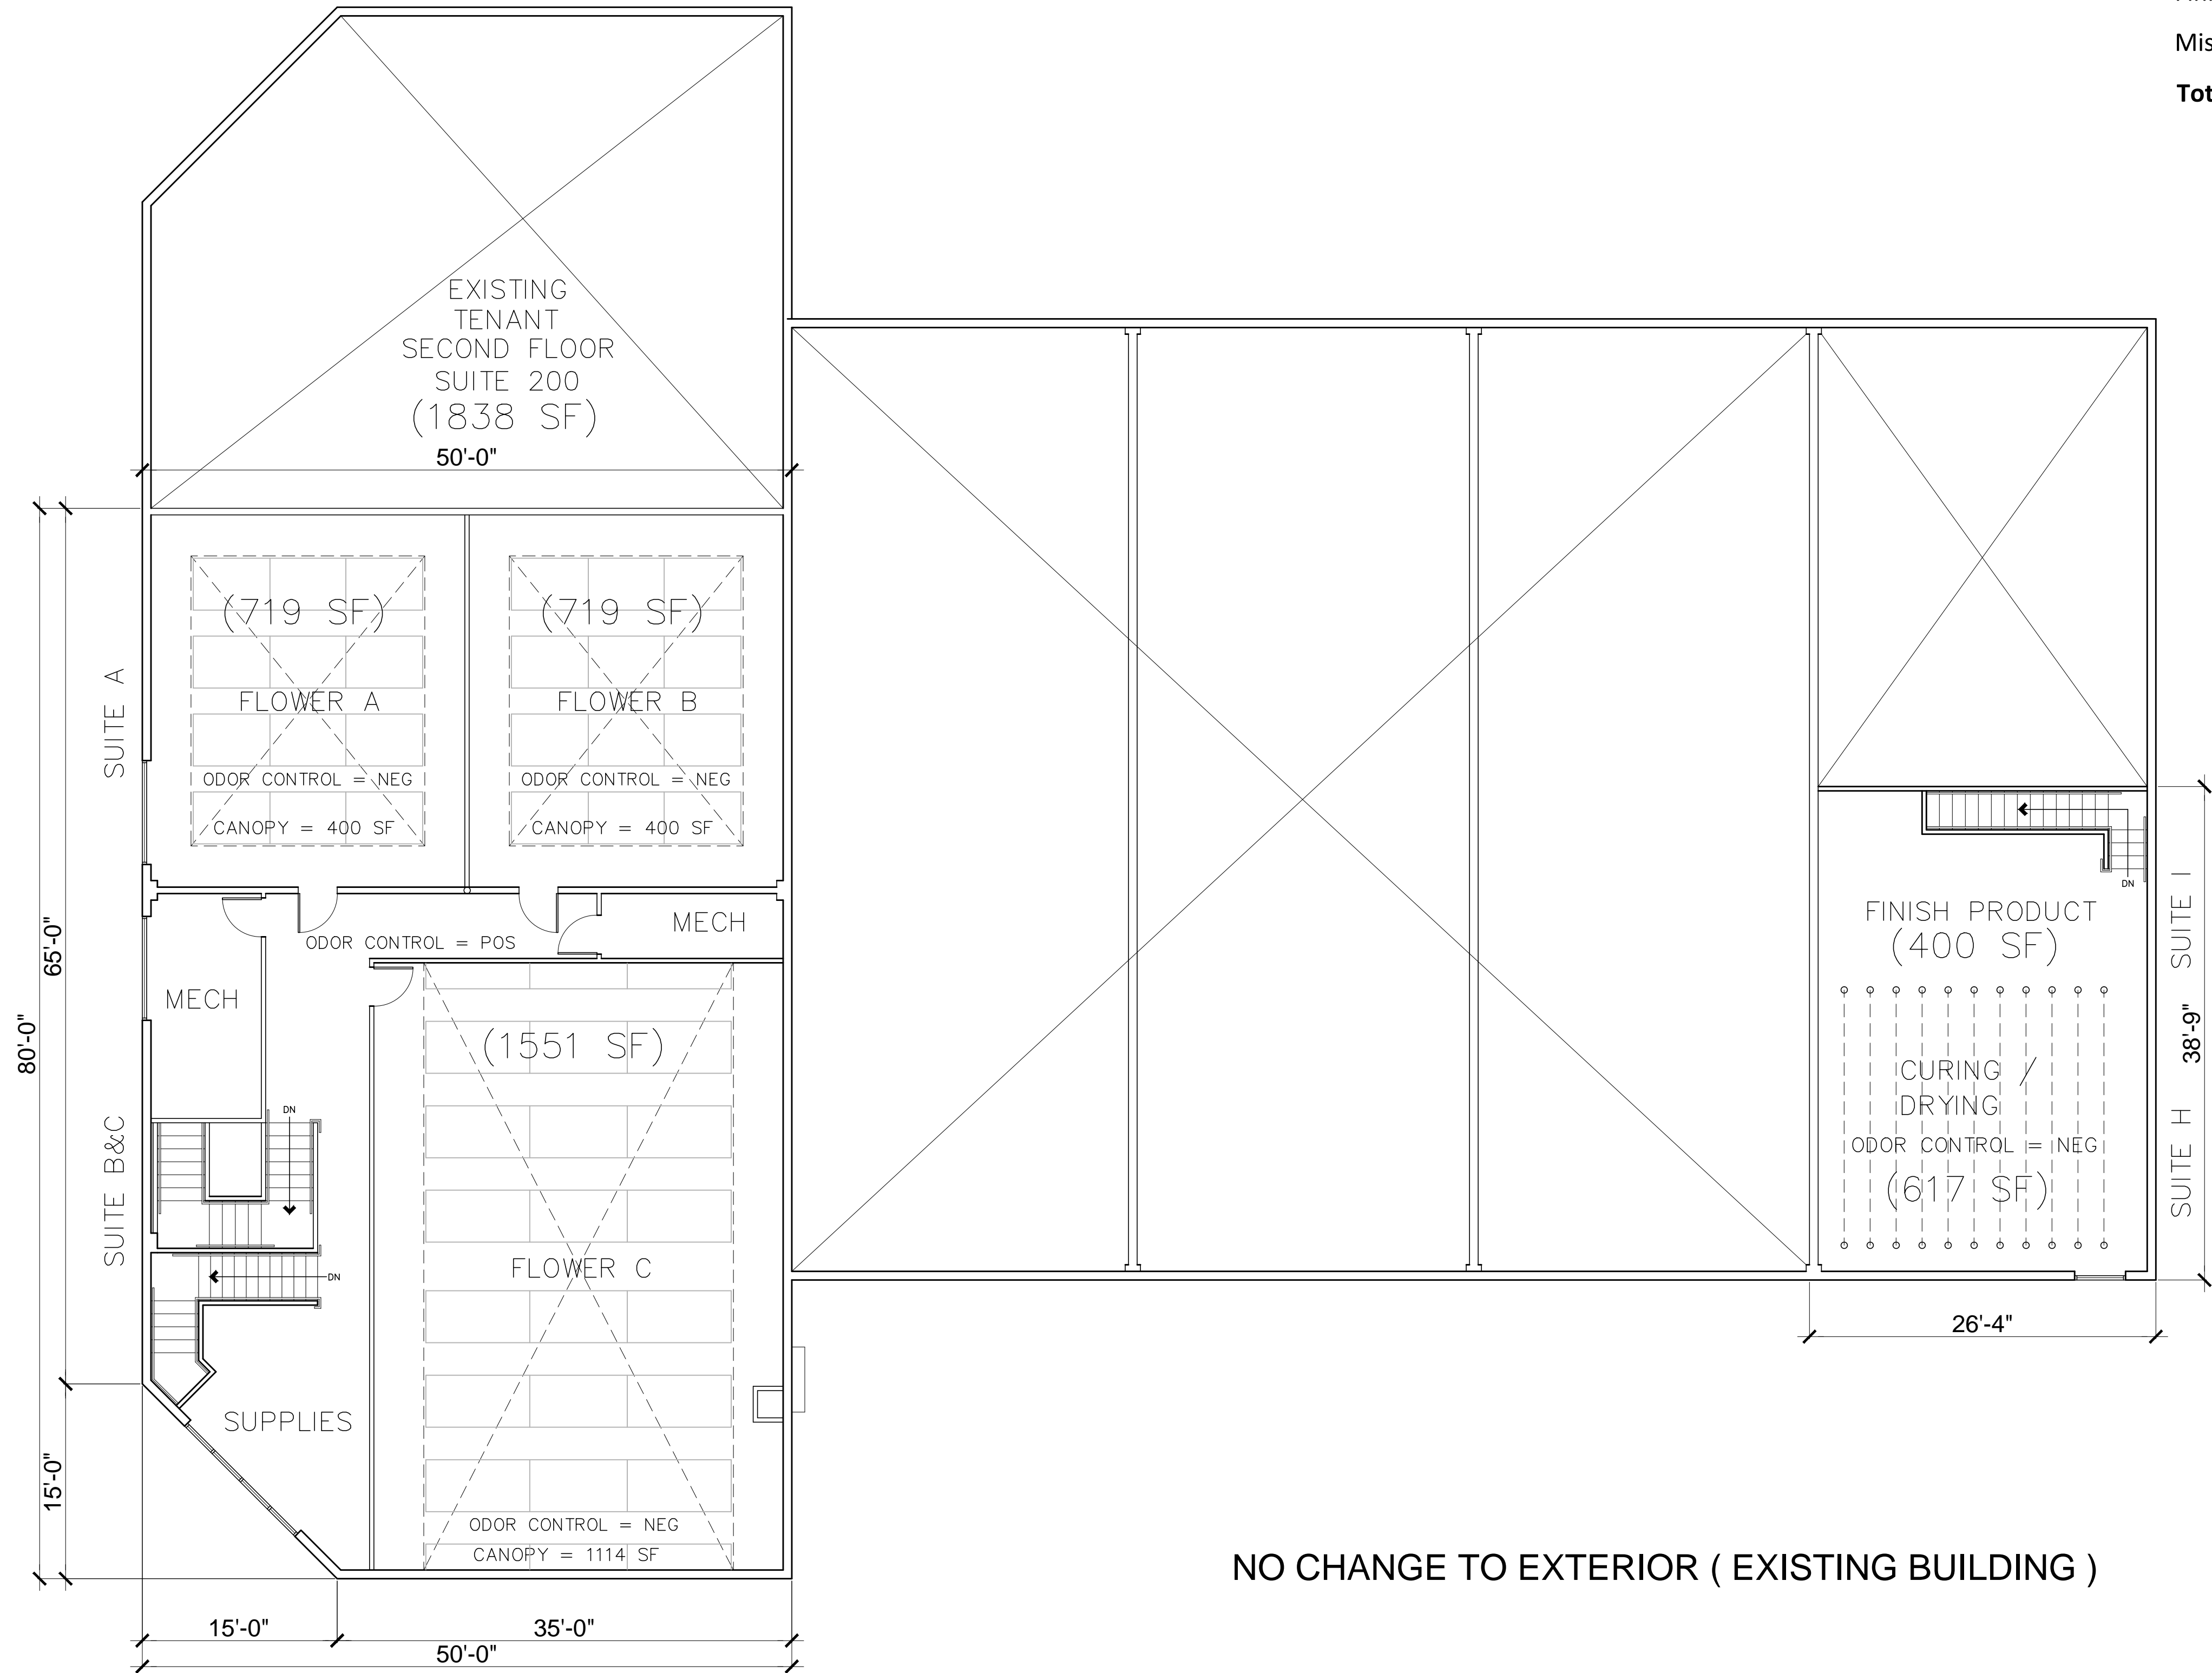 Mis
Tot
EXISTING
TENANT
SECOND FLOOR
SUITE 200
(1838 SF)
50'-0"
(719 SF)
FLOWER A
ODOR CONTROL = NEG
CANOPY = 400 SF
(719 SF)
FLOWER B
ODOR CONTROL = NEG
CANOPY = 400 SF
SUITE A
SUITE B&C
80'-0"
65'-0"
15'-0"
MECH
ODOR CONTROL = POS
MECH
DN
DN
SUPPLIES
(1551 SF)
FLOWER C
ODOR CONTROL = NEG
CANOPY = 1114 SF
15'-0"
35'-0"
50'-0"
DN
FINISH PRODUCT
(400 SF)
CURING /
DRYING
ODOR CONTROL = NEG
(617 SF)
SUITE I
SUITE H
38'-9"
26'-4"
NO CHANGE TO EXTERIOR ( EXISTING BUILDING )